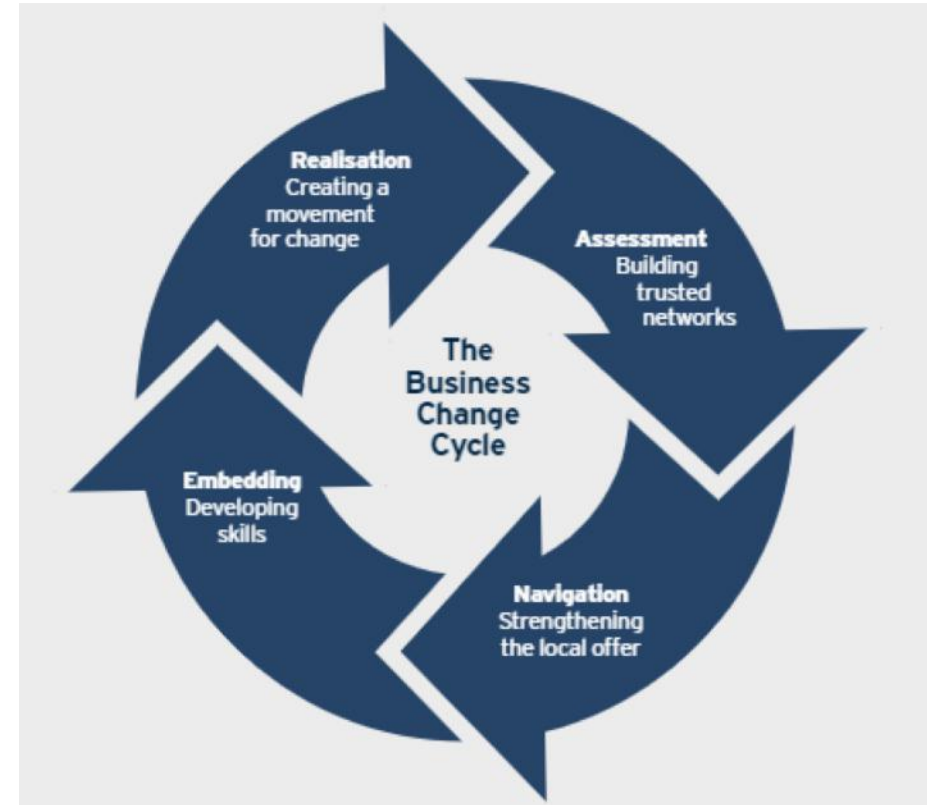 The
Business
Change
Cycle
Realisation
Creating a
movement
for change
Assessment
Building
trusted
networks
Navigation
Strengthening
the local offer
Embedding
Developing
skills